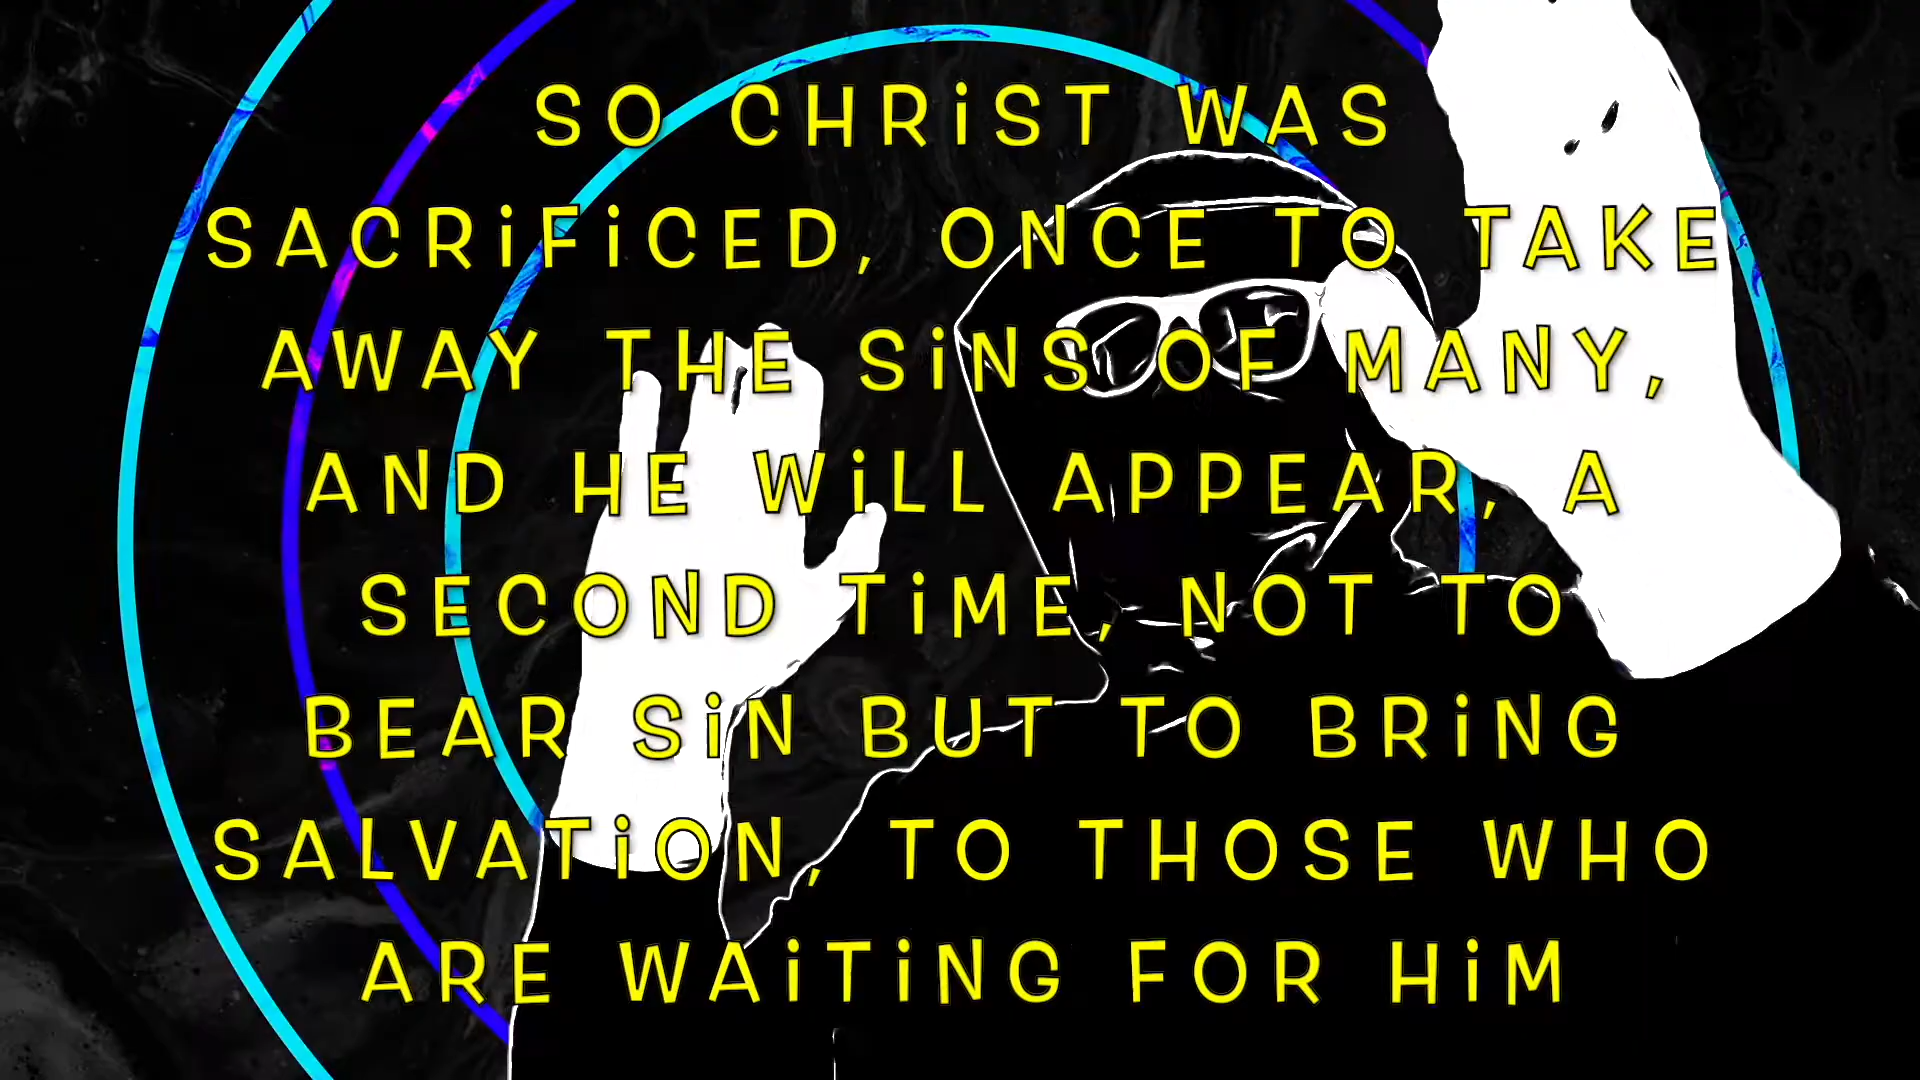 SO CHRiST WAS
SACRiFiCED, ONCE TO TAKE
AWAY THE SiNS OF MANY,
AND HE WiLL APPEAR, A
SECOND TiME, NOT TO
BEAR SiN BUT TO BRiNG
SALVATiON, TO THOSE WHO
ARE WAiTiNG FOR HiM